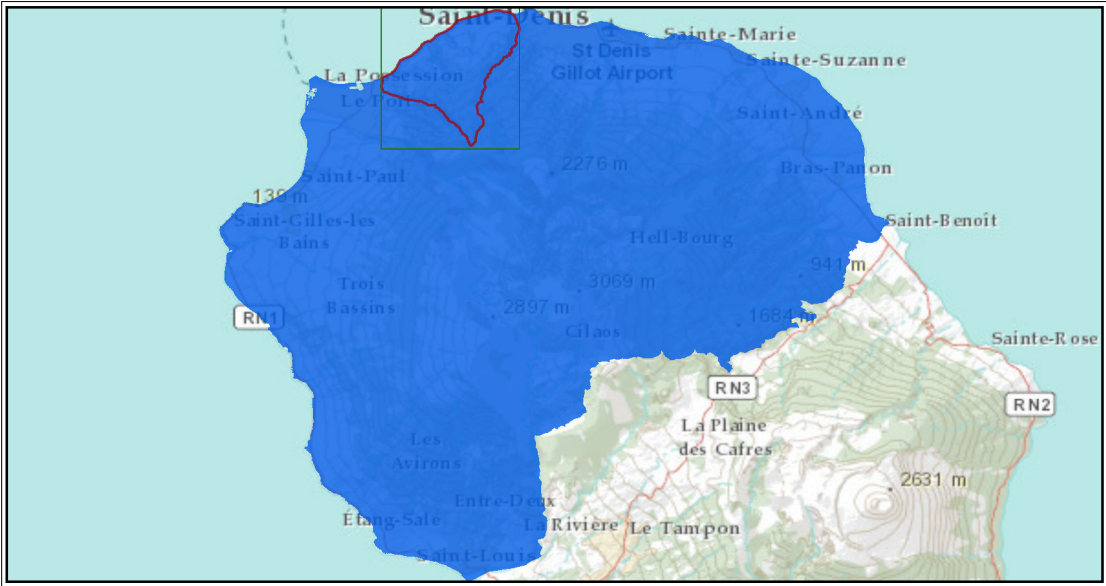 Saint-Denis
Sainte-Marie
St Denis
Gillot Airport
Sainte-Suzanne
La Possession
Le Port
Saint-André
2276 m
Bras-Panon
Saint-Paul
139 m
Saint-Gilles-les
Bains
Saint-Benoît
Hell-Bourg
941 m
3069 m
Trois
Bassins
2897 m
1684 m
RN1
Cilaos
Sainte-Rose
RN3
RN2
La Plaine
des Cafres
Les
Avirons
2631 m
Entre-Deux
Étang-Salé
La Rivière
Le Tampon
Saint-Louis